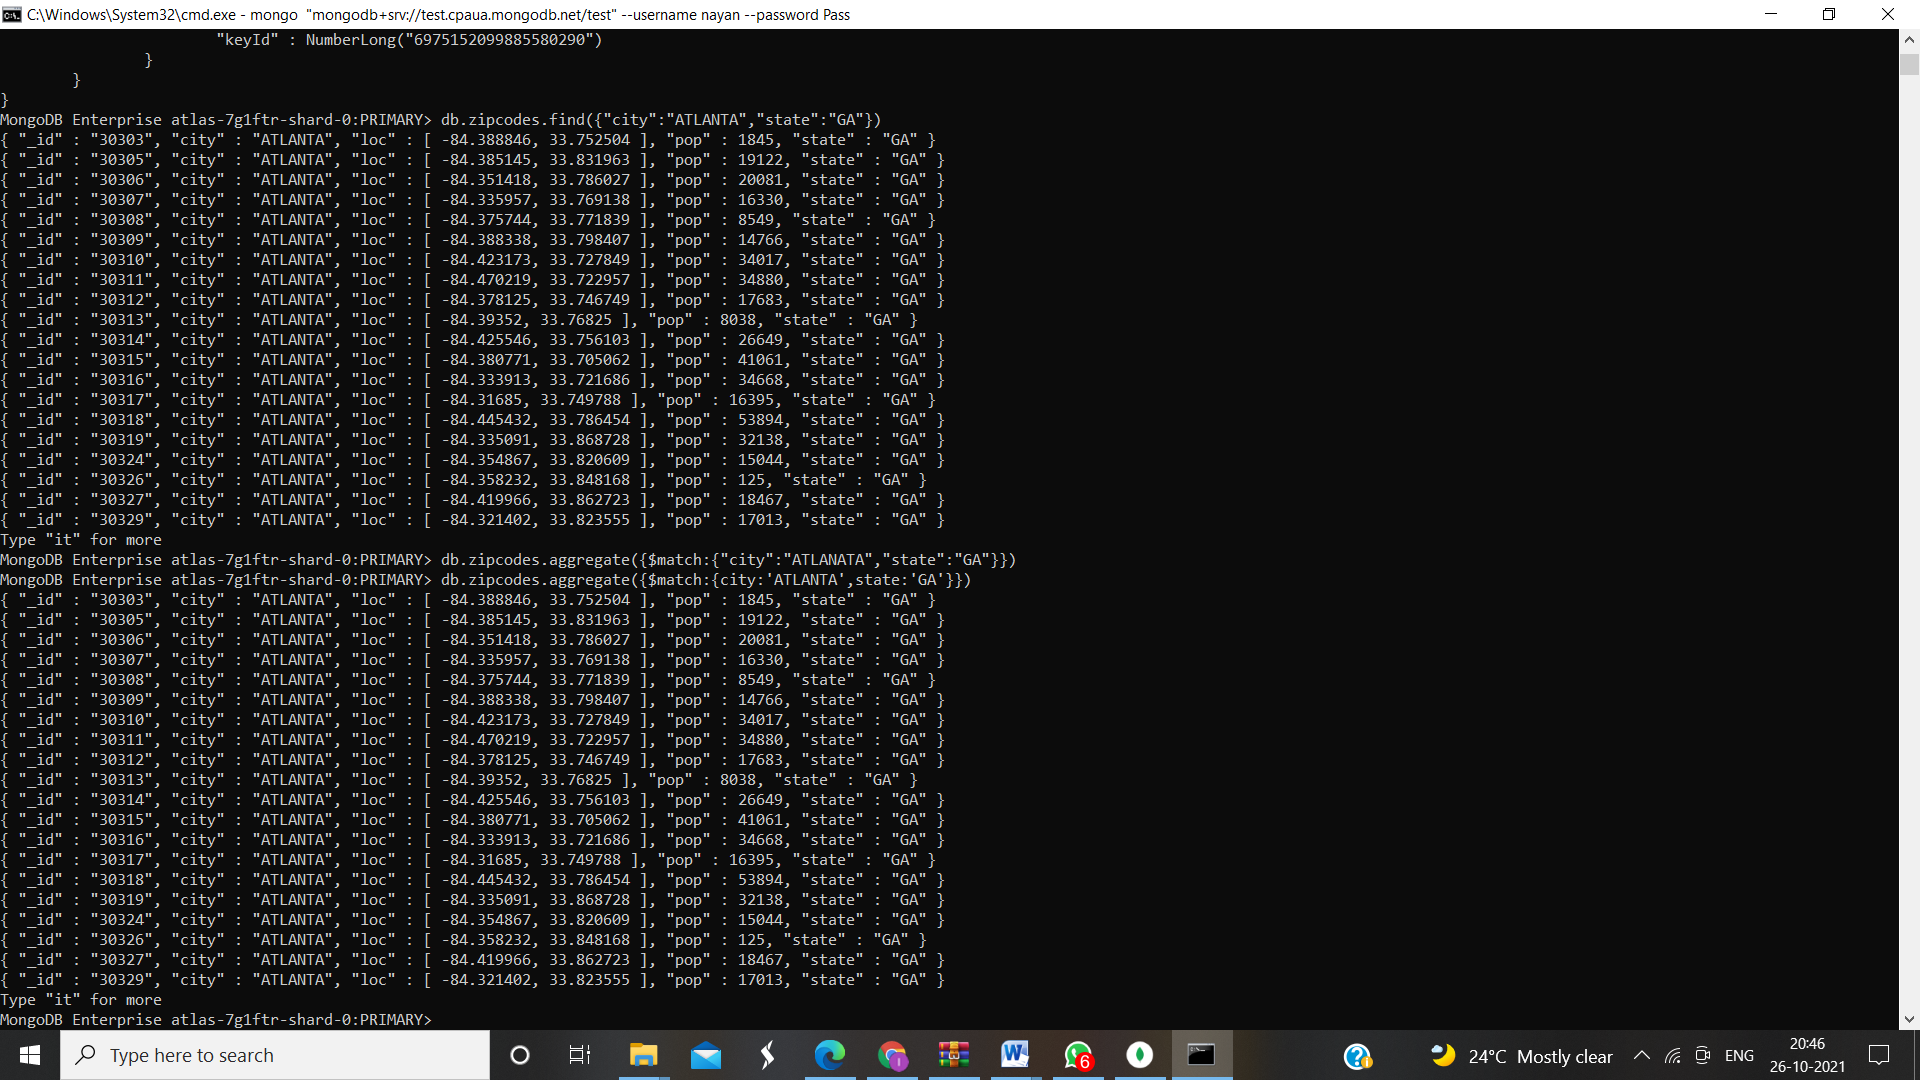 C:\Windows\System32\cmd.exe - mongo  "mongodb+srv://test.cpaua.mongodb.net/test" --username nayan --password Pass
"keyId" : NumberLong("6975152099885580290")
}
}
}
MongoDB Enterprise atlas-7g1ftr-shard-0:PRIMARY> db.zipcodes.find({"city":"ATLANTA","state":"GA"})
{ "_id" : "30303", "city" : "ATLANTA", "loc" : [ -84.388846, 33.752504 ], "pop" : 1845, "state" : "GA" }
{ "_id" : "30305", "city" : "ATLANTA", "loc" : [ -84.385145, 33.831963 ], "pop" : 19122, "state" : "GA" }
{ "_id" : "30306", "city" : "ATLANTA", "loc" : [ -84.351418, 33.786027 ], "pop" : 20081, "state" : "GA" }
{ "_id" : "30307", "city" : "ATLANTA", "loc" : [ -84.335957, 33.769138 ], "pop" : 16330, "state" : "GA" }
{ "_id" : "30308", "city" : "ATLANTA", "loc" : [ -84.375744, 33.771839 ], "pop" : 8549, "state" : "GA" }
{ "_id" : "30309", "city" : "ATLANTA", "loc" : [ -84.388338, 33.798407 ], "pop" : 14766, "state" : "GA" }
{ "_id" : "30310", "city" : "ATLANTA", "loc" : [ -84.423173, 33.727849 ], "pop" : 34017, "state" : "GA" }
{ "_id" : "30311", "city" : "ATLANTA", "loc" : [ -84.470219, 33.722957 ], "pop" : 34880, "state" : "GA" }
{ "_id" : "30312", "city" : "ATLANTA", "loc" : [ -84.378125, 33.746749 ], "pop" : 17683, "state" : "GA" }
{ "_id" : "30313", "city" : "ATLANTA", "loc" : [ -84.39352, 33.76825 ], "pop" : 8038, "state" : "GA" }
{ "_id" : "30314", "city" : "ATLANTA", "loc" : [ -84.425546, 33.756103 ], "pop" : 26649, "state" : "GA" }
{ "_id" : "30315", "city" : "ATLANTA", "loc" : [ -84.380771, 33.705062 ], "pop" : 41061, "state" : "GA" }
{ "_id" : "30316", "city" : "ATLANTA", "loc" : [ -84.333913, 33.721686 ], "pop" : 34668, "state" : "GA" }
{ "_id" : "30317", "city" : "ATLANTA", "loc" : [ -84.31685, 33.749788 ], "pop" : 16395, "state" : "GA" }
{ "_id" : "30318", "city" : "ATLANTA", "loc" : [ -84.445432, 33.786454 ], "pop" : 53894, "state" : "GA" }
{ "_id" : "30319", "city" : "ATLANTA", "loc" : [ -84.335091, 33.868728 ], "pop" : 32138, "state" : "GA" }
{ "_id" : "30324", "city" : "ATLANTA", "loc" : [ -84.354867, 33.820609 ], "pop" : 15044, "state" : "GA" }
{ "_id" : "30326", "city" : "ATLANTA", "loc" : [ -84.358232, 33.848168 ], "pop" : 125, "state" : "GA" }
{ "_id" : "30327", "city" : "ATLANTA", "loc" : [ -84.419966, 33.862723 ], "pop" : 18467, "state" : "GA" }
{ "_id" : "30329", "city" : "ATLANTA", "loc" : [ -84.321402, 33.823555 ], "pop" : 17013, "state" : "GA" }
Type "it" for more
MongoDB Enterprise atlas-7g1ftr-shard-0:PRIMARY> db.zipcodes.aggregate({$match:{"city":"ATLANATA","state":"GA"}})
MongoDB Enterprise atlas-7g1ftr-shard-0:PRIMARY> db.zipcodes.aggregate({$match:{city:'ATLANTA',state:'GA'}})
{ "_id" : "30303", "city" : "ATLANTA", "loc" : [ -84.388846, 33.752504 ], "pop" : 1845, "state" : "GA" }
{ "_id" : "30305", "city" : "ATLANTA", "loc" : [ -84.385145, 33.831963 ], "pop" : 19122, "state" : "GA" }
{ "_id" : "30306", "city" : "ATLANTA", "loc" : [ -84.351418, 33.786027 ], "pop" : 20081, "state" : "GA" }
{ "_id" : "30307", "city" : "ATLANTA", "loc" : [ -84.335957, 33.769138 ], "pop" : 16330, "state" : "GA" }
{ "_id" : "30308", "city" : "ATLANTA", "loc" : [ -84.375744, 33.771839 ], "pop" : 8549, "state" : "GA" }
{ "_id" : "30309", "city" : "ATLANTA", "loc" : [ -84.388338, 33.798407 ], "pop" : 14766, "state" : "GA" }
{ "_id" : "30310", "city" : "ATLANTA", "loc" : [ -84.423173, 33.727849 ], "pop" : 34017, "state" : "GA" }
{ "_id" : "30311", "city" : "ATLANTA", "loc" : [ -84.470219, 33.722957 ], "pop" : 34880, "state" : "GA" }
{ "_id" : "30312", "city" : "ATLANTA", "loc" : [ -84.378125, 33.746749 ], "pop" : 17683, "state" : "GA" }
{ "_id" : "30313", "city" : "ATLANTA", "loc" : [ -84.39352, 33.76825 ], "pop" : 8038, "state" : "GA" }
{ "_id" : "30314", "city" : "ATLANTA", "loc" : [ -84.425546, 33.756103 ], "pop" : 26649, "state" : "GA" }
{ "_id" : "30315", "city" : "ATLANTA", "loc" : [ -84.380771, 33.705062 ], "pop" : 41061, "state" : "GA" }
{ "_id" : "30316", "city" : "ATLANTA", "loc" : [ -84.333913, 33.721686 ], "pop" : 34668, "state" : "GA" }
{ "_id" : "30317", "city" : "ATLANTA", "loc" : [ -84.31685, 33.749788 ], "pop" : 16395, "state" : "GA" }
{ "_id" : "30318", "city" : "ATLANTA", "loc" : [ -84.445432, 33.786454 ], "pop" : 53894, "state" : "GA" }
{ "_id" : "30319", "city" : "ATLANTA", "loc" : [ -84.335091, 33.868728 ], "pop" : 32138, "state" : "GA" }
{ "_id" : "30324", "city" : "ATLANTA", "loc" : [ -84.354867, 33.820609 ], "pop" : 15044, "state" : "GA" }
{ "_id" : "30326", "city" : "ATLANTA", "loc" : [ -84.358232, 33.848168 ], "pop" : 125, "state" : "GA" }
{ "_id" : "30327", "city" : "ATLANTA", "loc" : [ -84.419966, 33.862723 ], "pop" : 18467, "state" : "GA" }
{ "_id" : "30329", "city" : "ATLANTA", "loc" : [ -84.321402, 33.823555 ], "pop" : 17013, "state" : "GA" }
Type "it" for more
MongoDB Enterprise atlas-7g1ftr-shard-0:PRIMARY>
Type here to search
6
24°C Mostly clear
ENG
20:46
26-10-2021